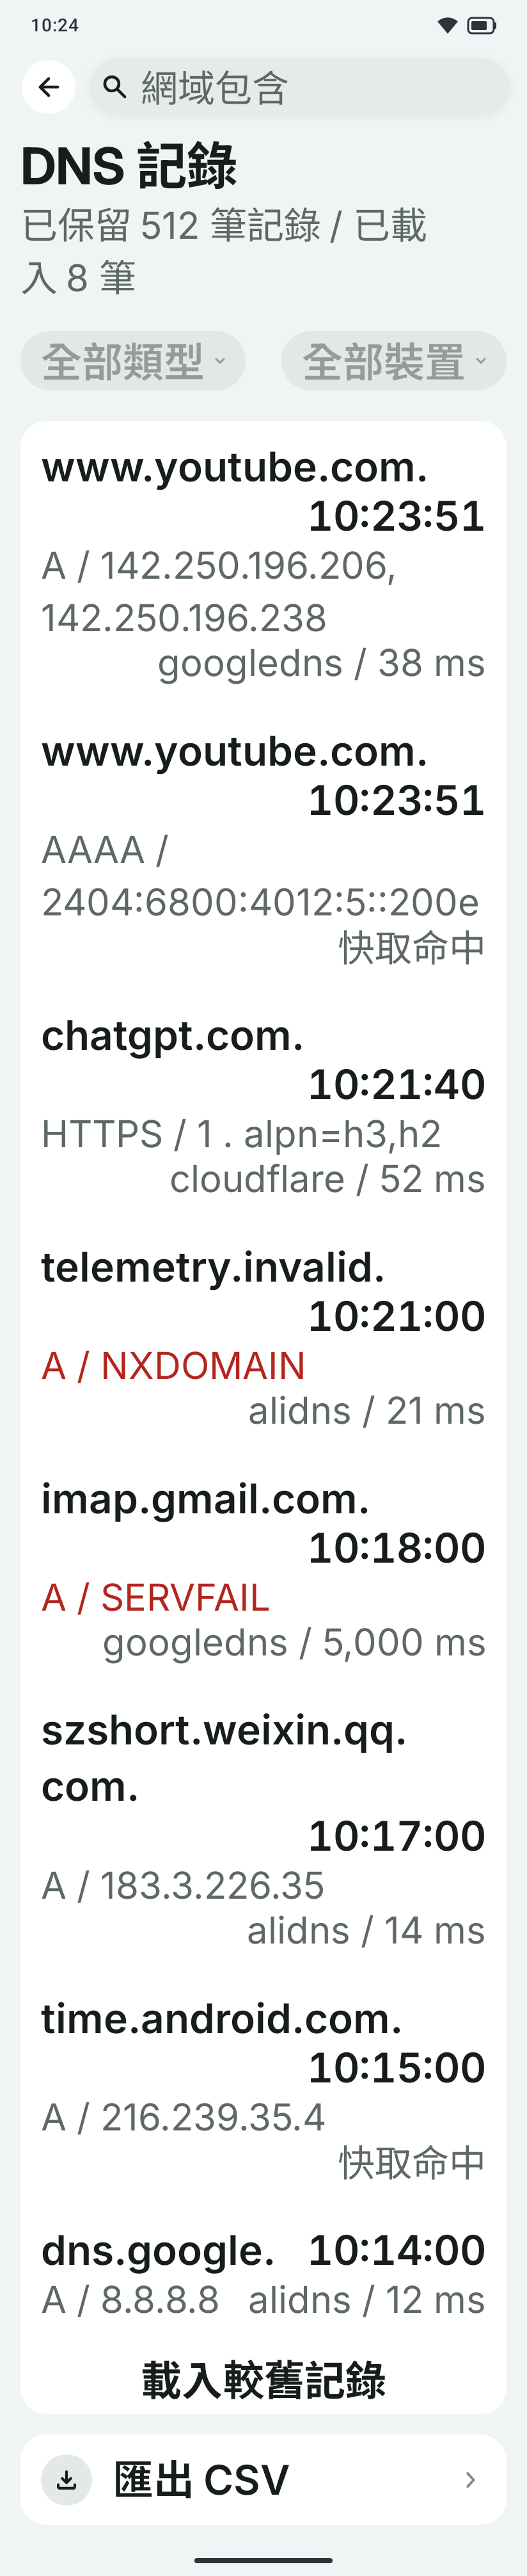 10:24
網域包含
DNS 記錄
已保留 512 筆記錄 / 已載
入 8 筆
全部類型
全部裝置
www.youtube.com.
10:23:51
A / 142.250.196.206,
142.250.196.238
googledns / 38 ms
www.youtube.com.
10:23:51
AAAA /
2404:6800:4012:5::200e
快取命中
chatgpt.com.
10:21:40
HTTPS / 1 . alpn=h3,h2
cloudflare / 52 ms
telemetry.invalid.
10:21:00
A / NXDOMAIN
alidns / 21 ms
imap.gmail.com.
10:18:00
A / SERVFAIL
googledns / 5,000 ms
szshort.weixin.qq.
com.
10:17:00
A / 183.3.226.35
alidns / 14 ms
time.android.com.
10:15:00
A / 216.239.35.4
快取命中
dns.google. 10:14:00
A / 8.8.8.8 alidns / 12 ms
載入較舊記錄
匯出 CSV